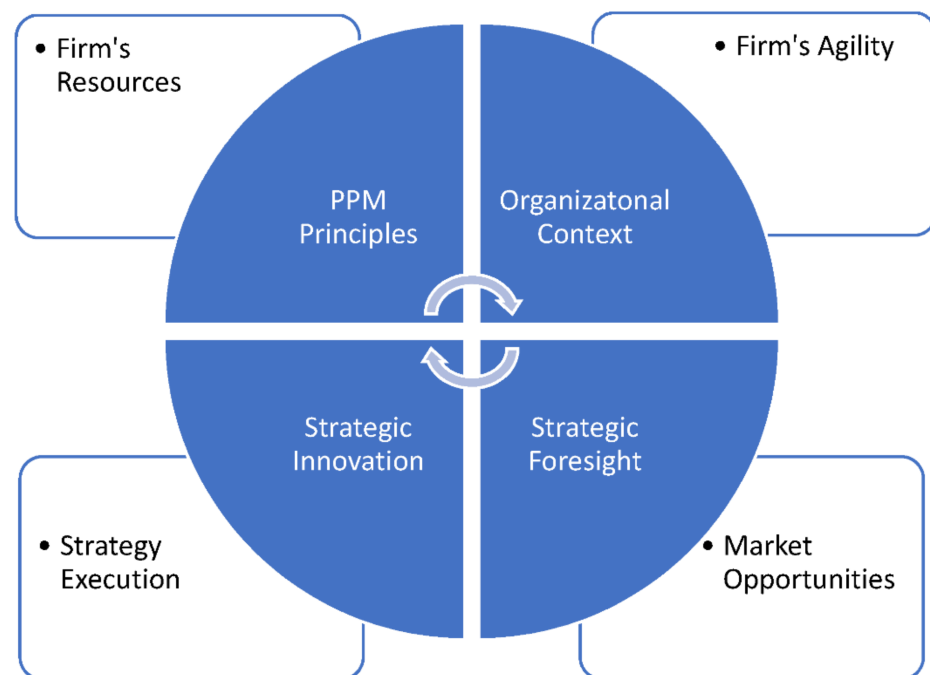 • Firm's
Resources
• Firm's Agility
PPM
Principles
Organizatonal
Context
Strategic
Innovation
Strategic
Foresight
• Strategy
Execution
• Market
Opportunities